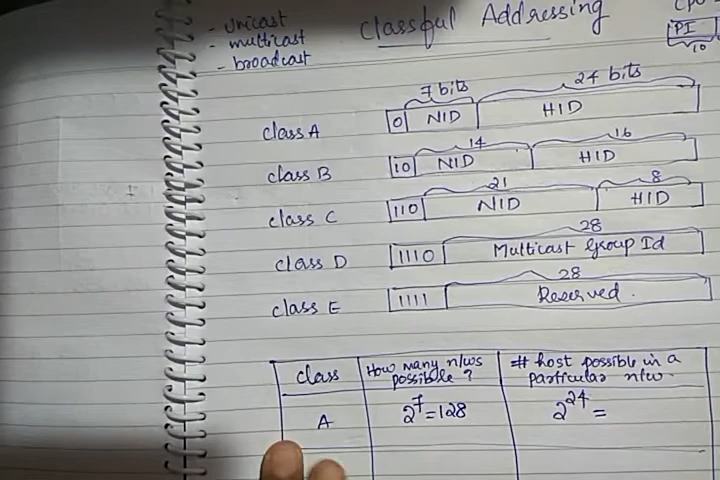 - Unicast
- multicast
- broadcast
Classful Addressing
PI
10
7 bits 24 bits
class A 0 NID HID
14 16
class B 10 NID HID
21 8
class C 110 NID HID
28
class D 1110 Multicast Group Id
28
class E 1111 Reserved.
class How many n/ws possible ? # host possible in a particular n/w.
A 2^7=128 2^24=